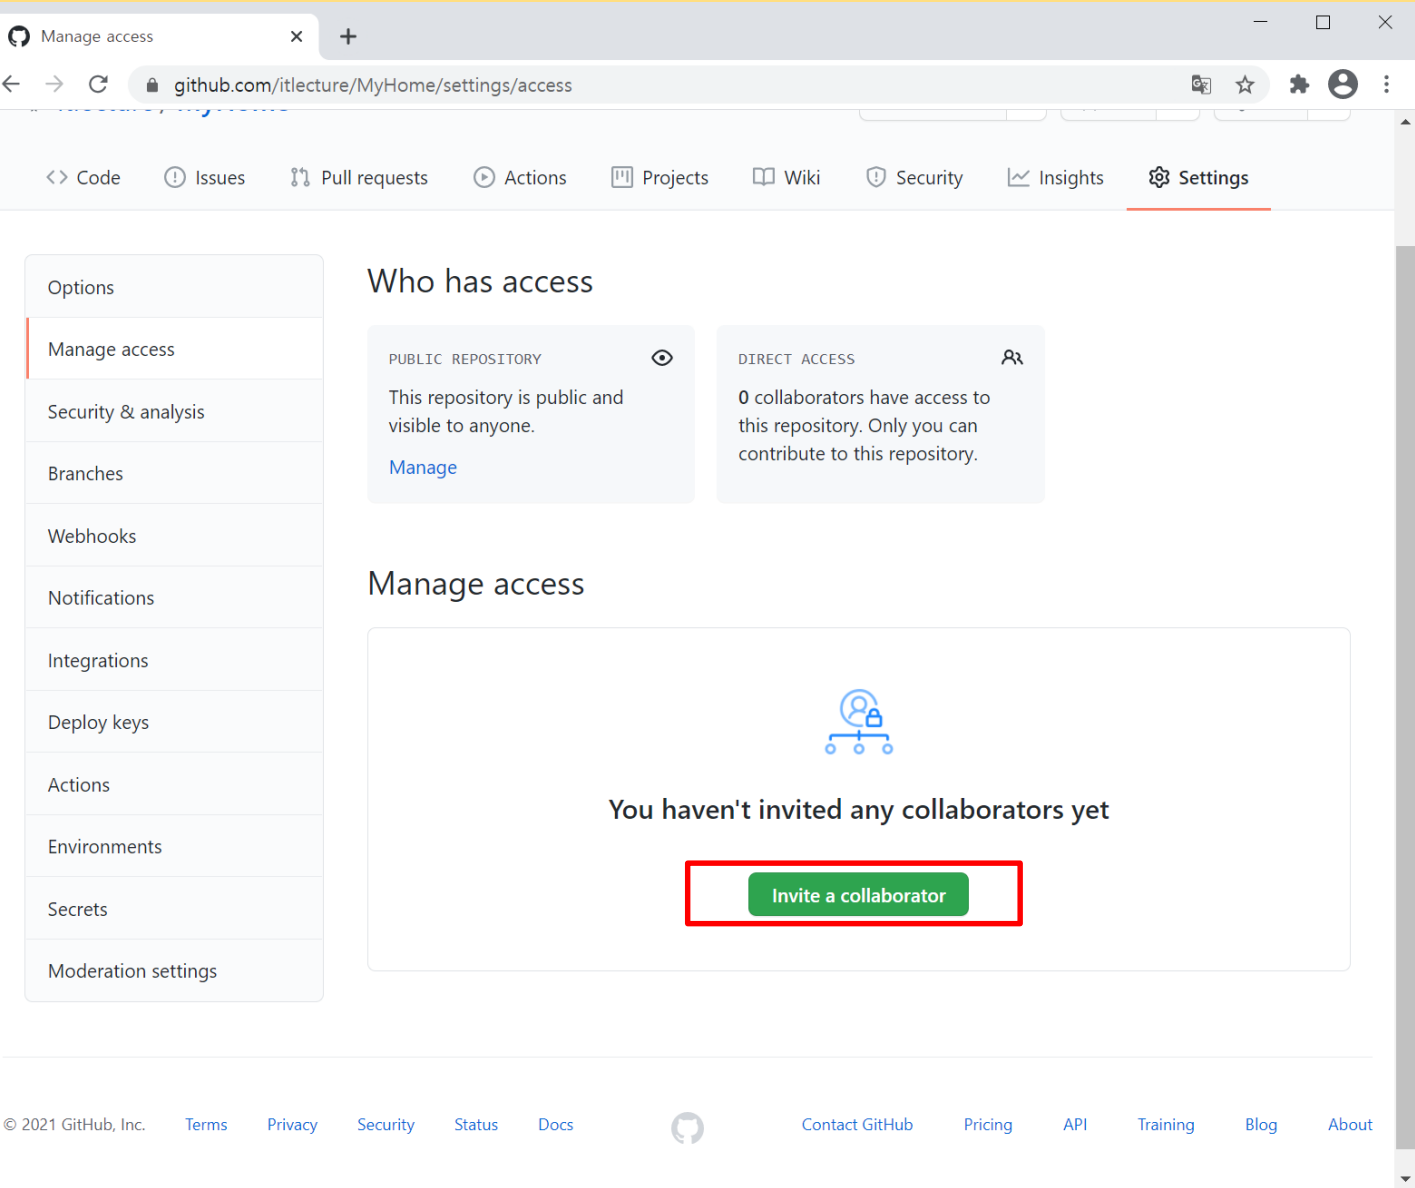 Manage access
github.com/itlecture/MyHome/settings/access
Code Issues Pull requests Actions Projects Wiki Security Insights Settings
Options
Manage access
Security & analysis
Branches
Webhooks
Notifications
Integrations
Deploy keys
Actions
Environments
Secrets
Moderation settings
Who has access
PUBLIC REPOSITORY
This repository is public and
visible to anyone.
Manage
DIRECT ACCESS
0 collaborators have access to
this repository. Only you can
contribute to this repository.
Manage access
You haven't invited any collaborators yet
Invite a collaborator
© 2021 GitHub, Inc. Terms Privacy Security Status Docs Contact GitHub Pricing API Training Blog About